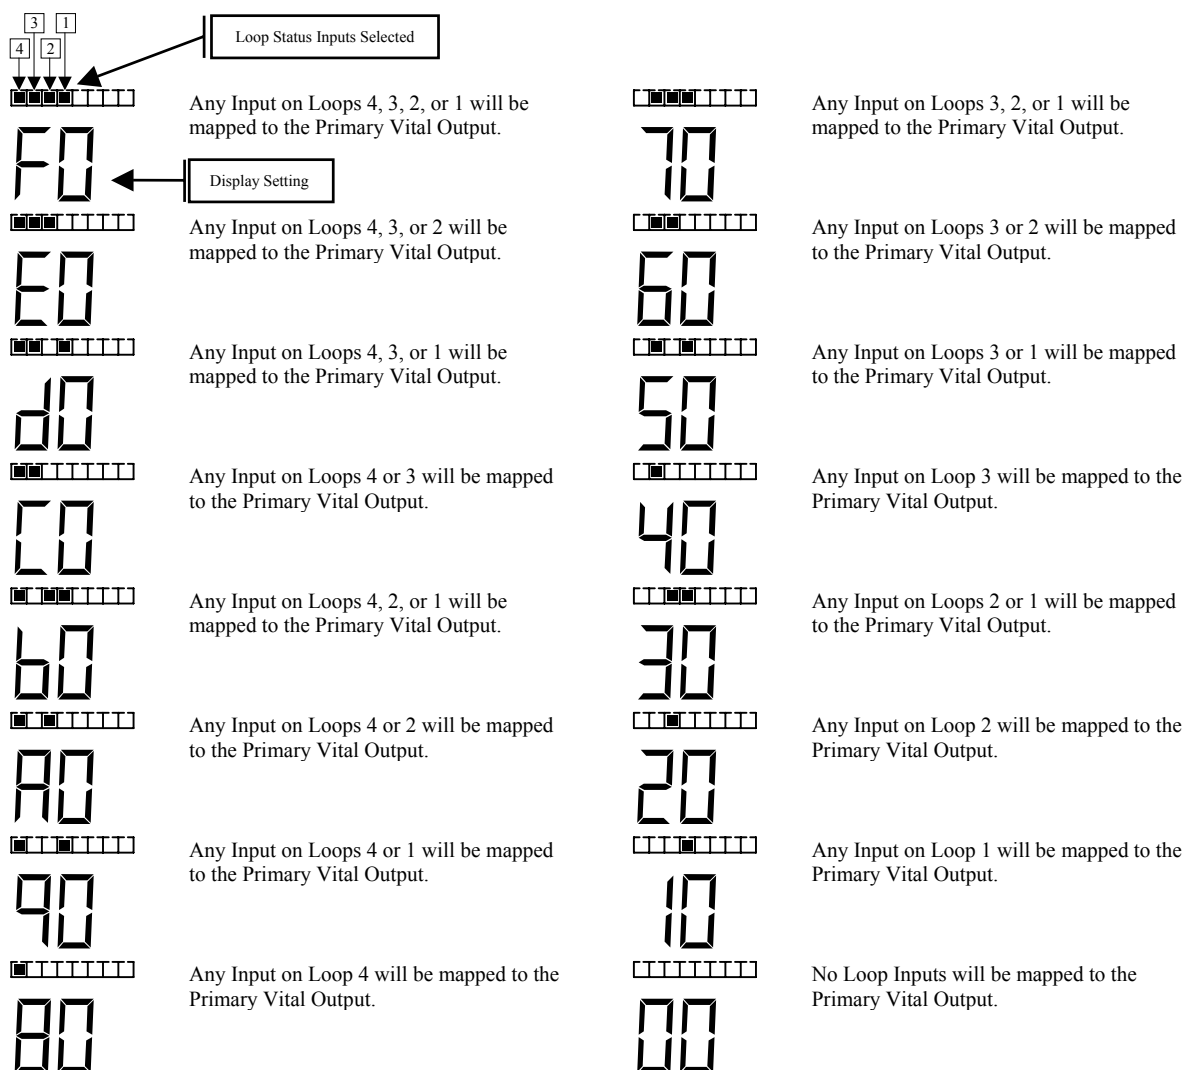 3 1
4 2
Loop Status Inputs Selected
Any Input on Loops 4, 3, 2, or 1 will be
mapped to the Primary Vital Output.
F0
Display Setting
Any Input on Loops 4, 3, or 2 will be
mapped to the Primary Vital Output.
E0
Any Input on Loops 4, 3, or 1 will be
mapped to the Primary Vital Output.
d0
Any Input on Loops 4 or 3 will be mapped
to the Primary Vital Output.
C0
Any Input on Loops 4, 2, or 1 will be
mapped to the Primary Vital Output.
b0
Any Input on Loops 4 or 2 will be mapped
to the Primary Vital Output.
A0
Any Input on Loops 4 or 1 will be mapped
to the Primary Vital Output.
90
Any Input on Loop 4 will be mapped to the
Primary Vital Output.
80
Any Input on Loops 3, 2, or 1 will be
mapped to the Primary Vital Output.
70
Any Input on Loops 3 or 2 will be mapped
to the Primary Vital Output.
60
Any Input on Loops 3 or 1 will be mapped
to the Primary Vital Output.
50
Any Input on Loop 3 will be mapped to the
Primary Vital Output.
40
Any Input on Loops 2 or 1 will be mapped
to the Primary Vital Output.
30
Any Input on Loop 2 will be mapped to the
Primary Vital Output.
20
Any Input on Loop 1 will be mapped to the
Primary Vital Output.
10
No Loop Inputs will be mapped to the
Primary Vital Output.
00